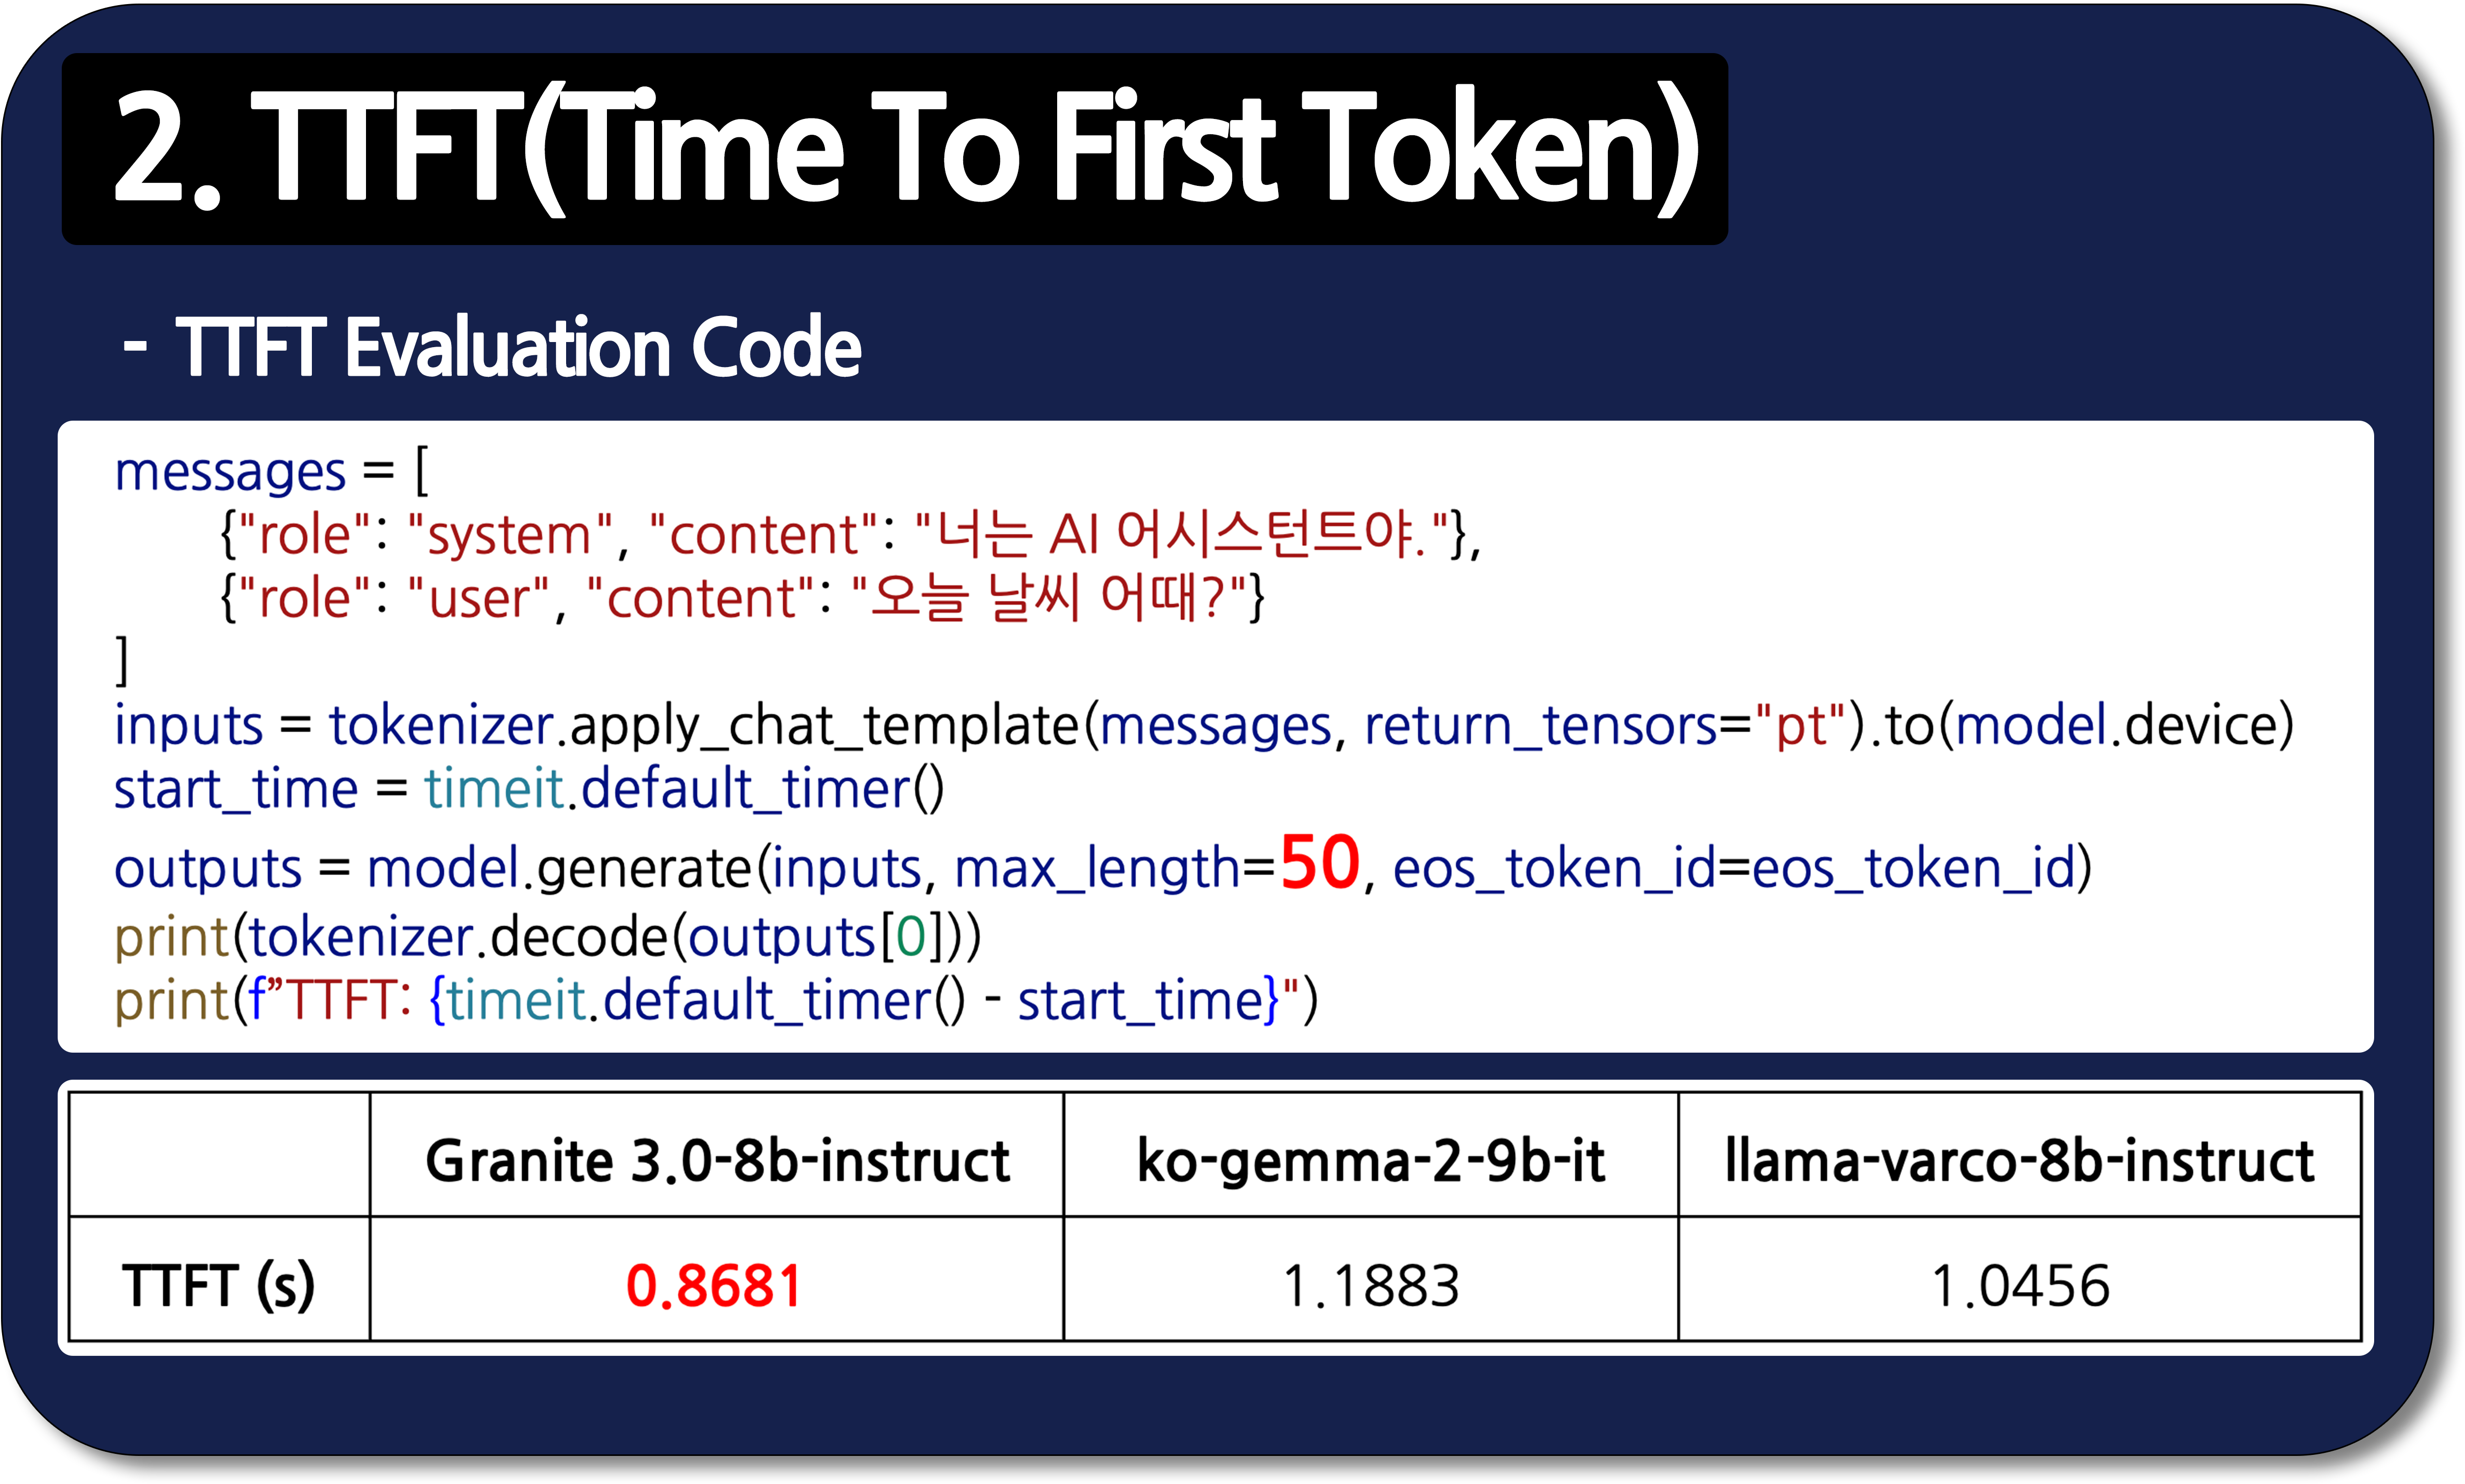 2. TTFT(Time To First Token)
- TTFT Evaluation Code
messages = [
{"role": "system", "content": "너는 AI 어시스턴트야."},
{"role": "user", "content": "오늘 날씨 어때?"}
]
inputs = tokenizer.apply_chat_template(messages, return_tensors="pt").to(model.device)
start_time = timeit.default_timer()
outputs = model.generate(inputs, max_length=50, eos_token_id=eos_token_id)
print(tokenizer.decode(outputs[0]))
print(f”TTFT: {timeit.default_timer() - start_time}")
Granite 3.0-8b-instruct ko-gemma-2-9b-it llama-varco-8b-instruct
TTFT (s) 0.8681 1.1883 1.0456